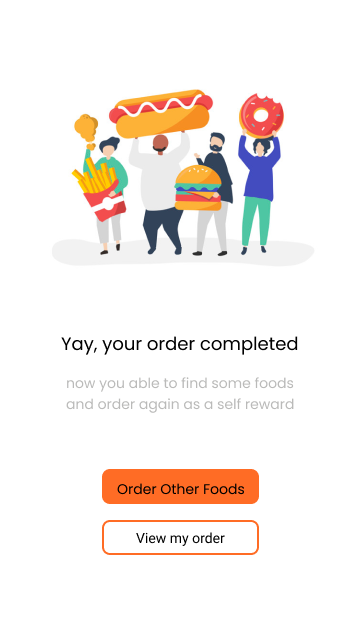 Yay, your order completed
now you able to find some foods
and order again as a self reward
Order Other Foods
View my order